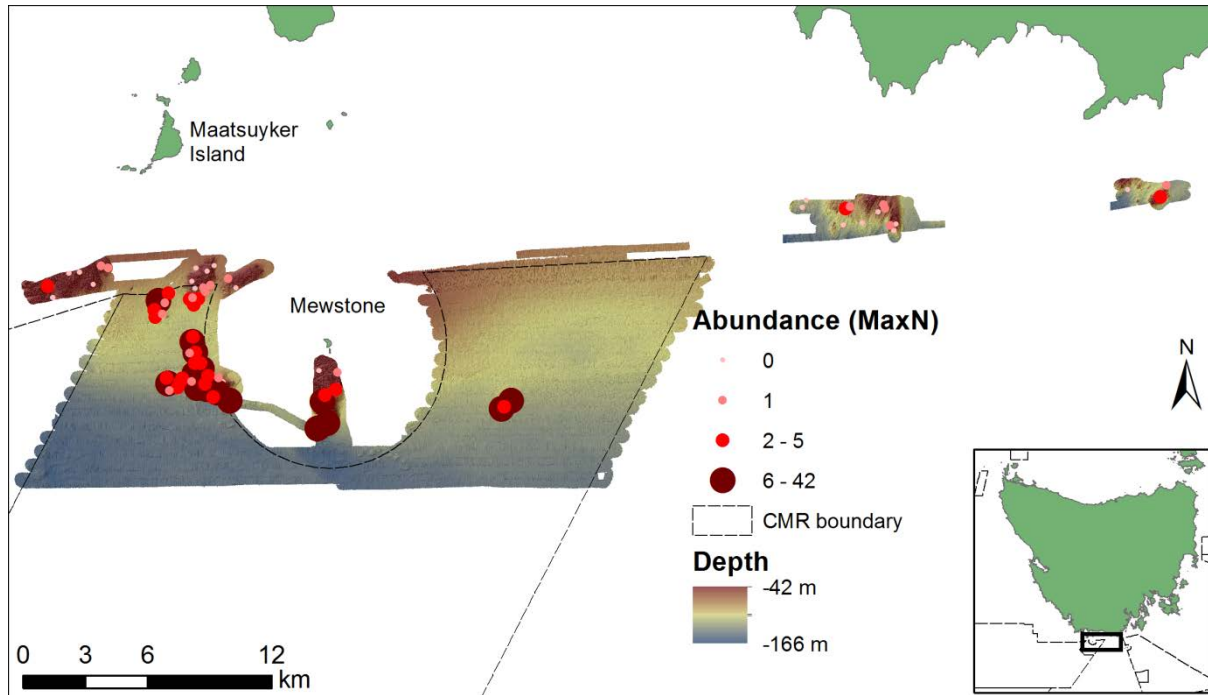 Maatsuyker
Island
Mewstone
Abundance (MaxN)
0
1
2 - 5
6 - 42
CMR boundary
Depth
-42 m
-166 m
N
0 3 6 12
km